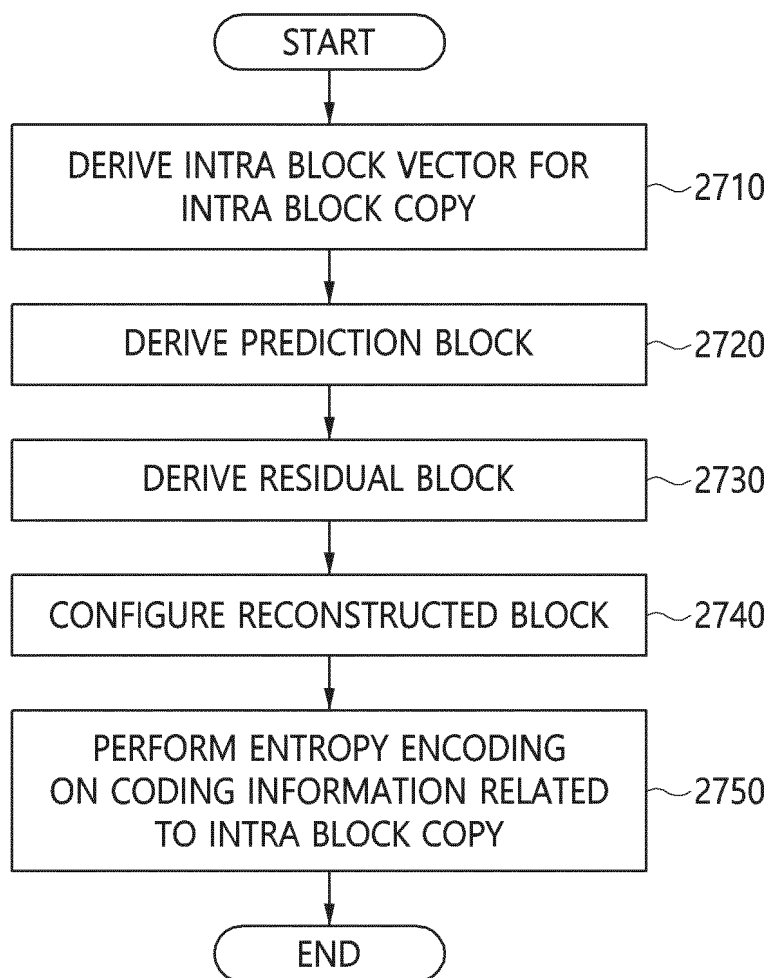 START
DERIVE INTRA BLOCK VECTOR FOR
INTRA BLOCK COPY
2710
DERIVE PREDICTION BLOCK
2720
DERIVE RESIDUAL BLOCK
2730
CONFIGURE RECONSTRUCTED BLOCK
2740
PERFORM ENTROPY ENCODING
ON CODING INFORMATION RELATED
TO INTRA BLOCK COPY
2750
END